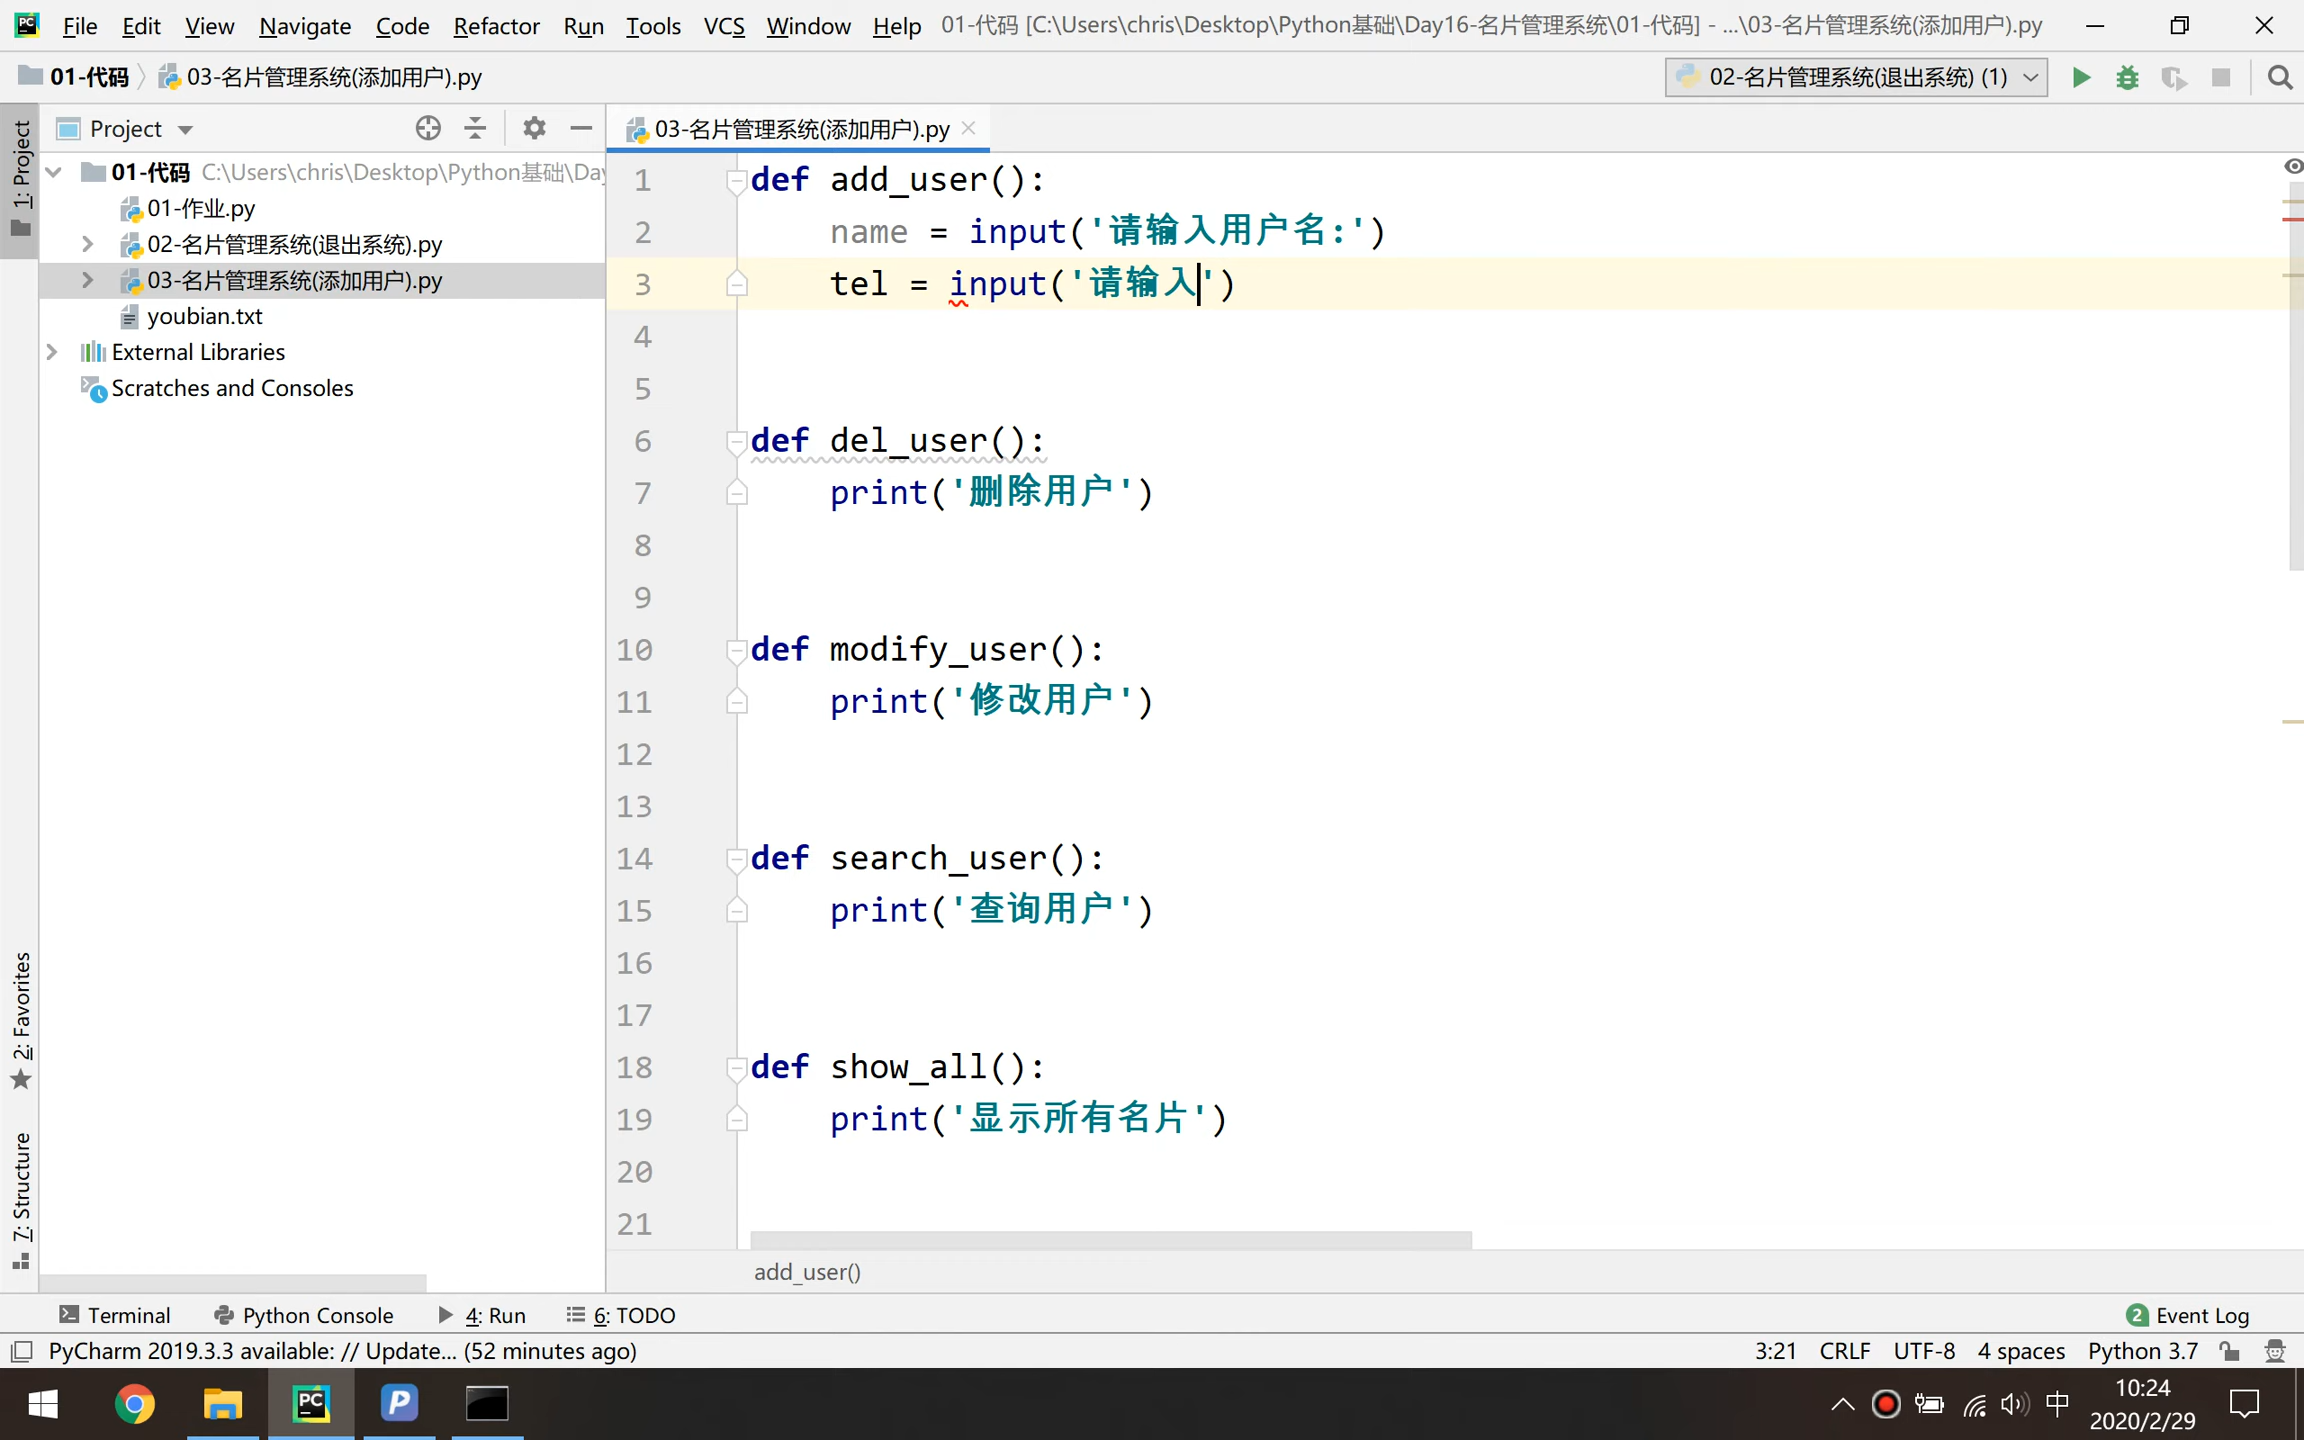 File Edit View Navigate Code Refactor Run Tools VCS Window Help 01-代码 [C:\Users\chris\Desktop\Python基础\Day16-名片管理系统\01-代码] - ...\03-名片管理系统(添加用户).py
01-代码 03-名片管理系统(添加用户).py 02-名片管理系统(退出系统) (1)
1: Project
Project
03-名片管理系统(添加用户).py
01-代码 C:\Users\chris\Desktop\Python基础\Da
01-作业.py
02-名片管理系统(退出系统).py
03-名片管理系统(添加用户).py
youbian.txt
External Libraries
Scratches and Consoles
2: Favorites
7: Structure
1 def add_user():
2 name = input('请输入用户名:')
3 tel = input('请输入')
4
5
6 def del_user():
7 print('删除用户')
8
9
10 def modify_user():
11 print('修改用户')
12
13
14 def search_user():
15 print('查询用户')
16
17
18 def show_all():
19 print('显示所有名片')
20
21
add_user()
Terminal Python Console 4: Run 6: TODO 2 Event Log
PyCharm 2019.3.3 available: // Update... (52 minutes ago) 3:21 CRLF UTF-8 4 spaces Python 3.7
PC P 中 10:24
2020/2/29